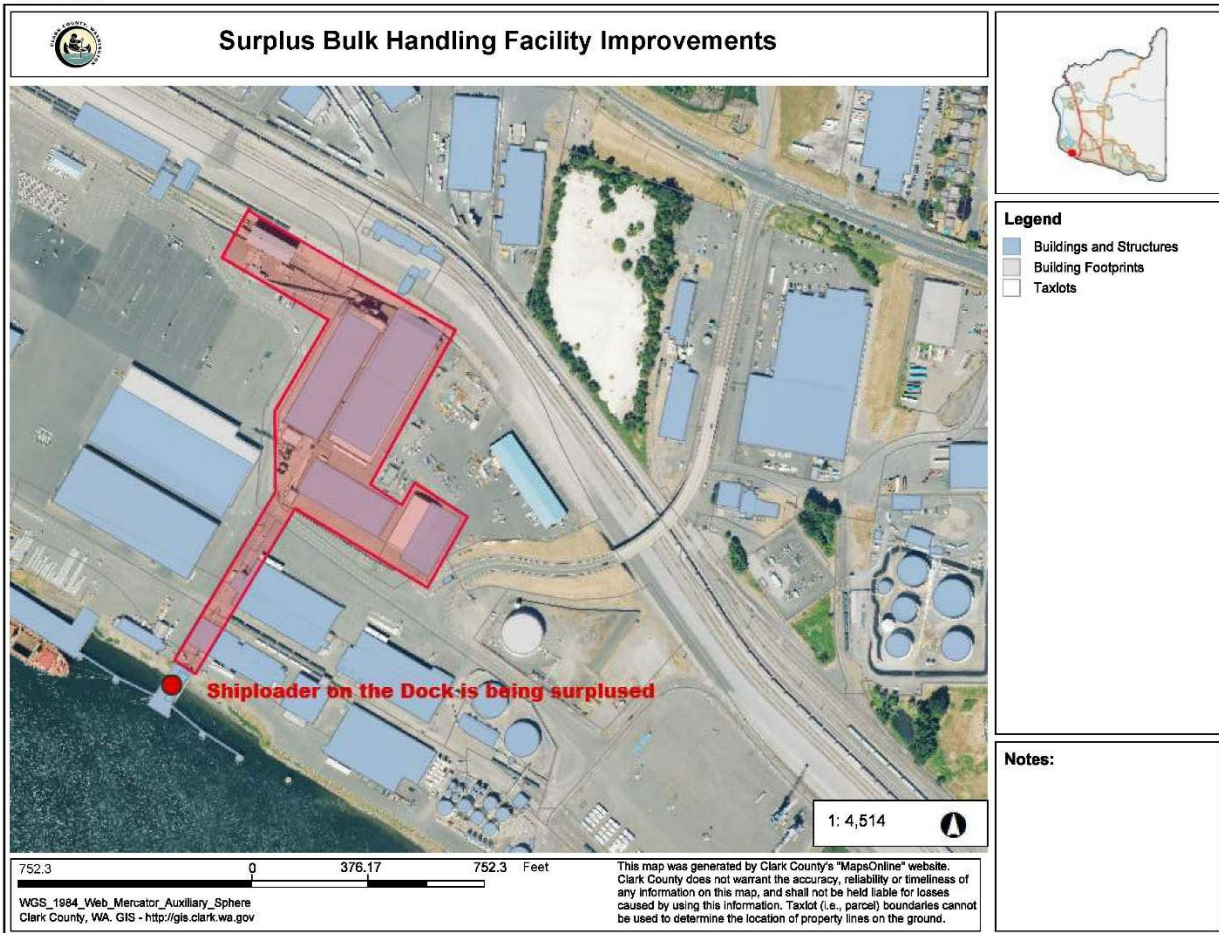 CLARK COUNTY, WASHINGTON
Surplus Bulk Handling Facility Improvements
Legend
Buildings and Structures
Building Footprints
Taxlots
Shiploader on the Dock is being surplused
1: 4,514
Notes:
752.3 0 376.17 752.3 Feet
WGS_1984_Web_Mercator_Auxiliary_Sphere
Clark County, WA. GIS - http://gis.clark.wa.gov
This map was generated by Clark County's "MapsOnline" website.
Clark County does not warrant the accuracy, reliability or timeliness of
any information on this map, and shall not be held liable for losses
caused by using this information. Taxlot (i.e., parcel) boundaries cannot
be used to determine the location of property lines on the ground.